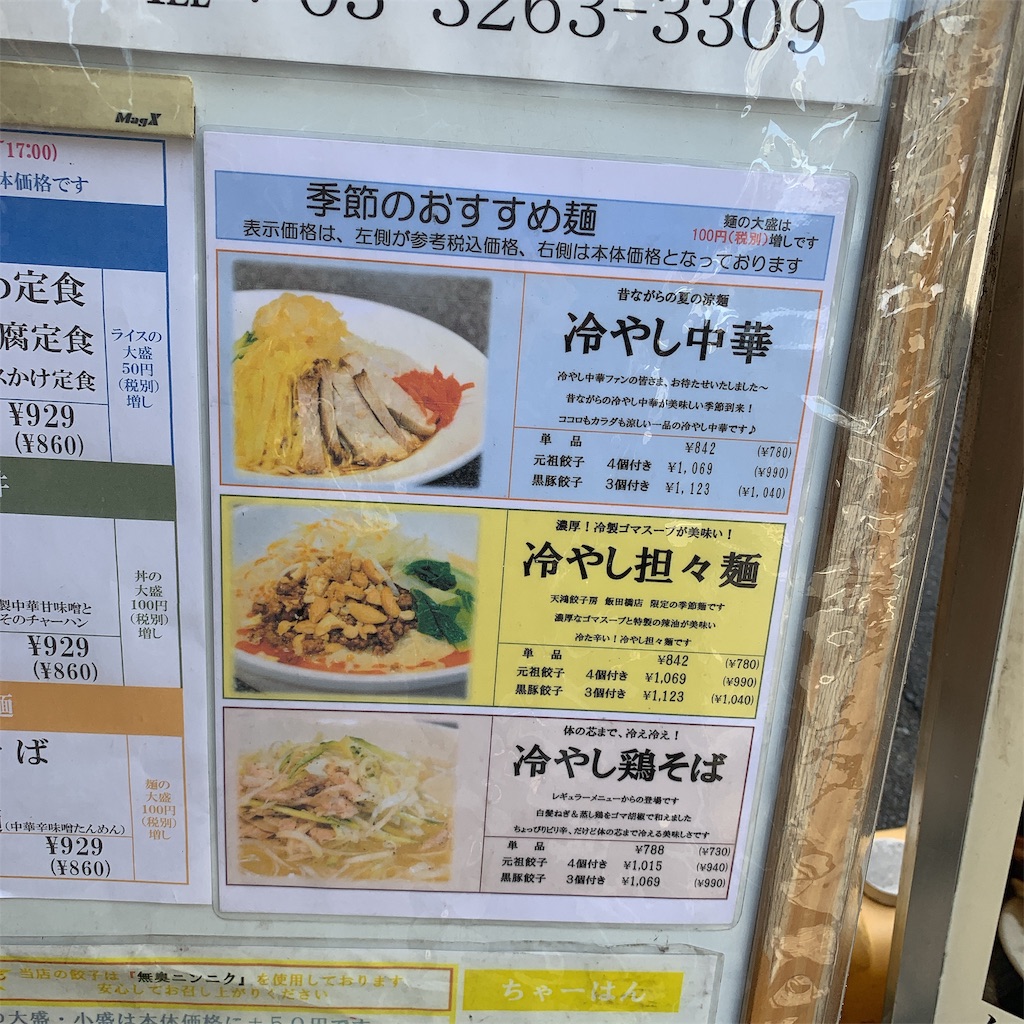 03-3263-3309
MagX
17:00)
体価格です
定食
腐定食
かけ定食
¥929
(¥860)
ライスの
大盛
50円
(税別)
増し
製中華甘味噌と
そのチャーハン
¥929
(¥860)
丼の
大盛
100円
(税別)
増し
ば
(中華辛味噌たんめん)
¥929
(¥860)
麺の
大盛
100円
(税別)
増し
季節のおすすめ麺
麺の大盛は
100円(税別)増しです
表示価格は、左側が参考税込価格、右側は本体価格となっております
昔ながらの夏の涼麺
冷やし中華
冷やし中華ファンの皆さま、お待たせいたしました～
昔ながらの冷やし中華が美味しい季節到来！
ココロもカラダも涼しい一品の冷やし中華です♪
単 品 ¥842 (¥780)
元祖餃子 4個付き ¥1,069 (¥990)
黒豚餃子 3個付き ¥1,123 (¥1,040)
濃厚！冷製ゴマスープが美味い！
冷やし担々麺
天鴻餃子房 飯田橋店 限定の季節麺です
濃厚なゴマスープと特製の辣油が美味い
冷た辛い！冷やし担々麺です
単 品 ¥842 (¥780)
元祖餃子 4個付き ¥1,069 (¥990)
黒豚餃子 3個付き ¥1,123 (¥1,040)
体の芯まで、冷え冷え！
冷やし鶏そば
レギュラーメニューからの登場です
白髪ねぎ＆蒸し鶏をゴマ胡椒で和えました
ちょっぴりピリ辛、だけど体の芯まで冷える美味しさです
単 品 ¥788 (¥730)
元祖餃子 4個付き ¥1,015 (¥940)
黒豚餃子 3個付き ¥1,069 (¥990)
当店の餃子は『無臭ニンニク』を使用しております
安心してお召し上がりください
ちゃーはん
大盛・小盛は本体価格に±50円です